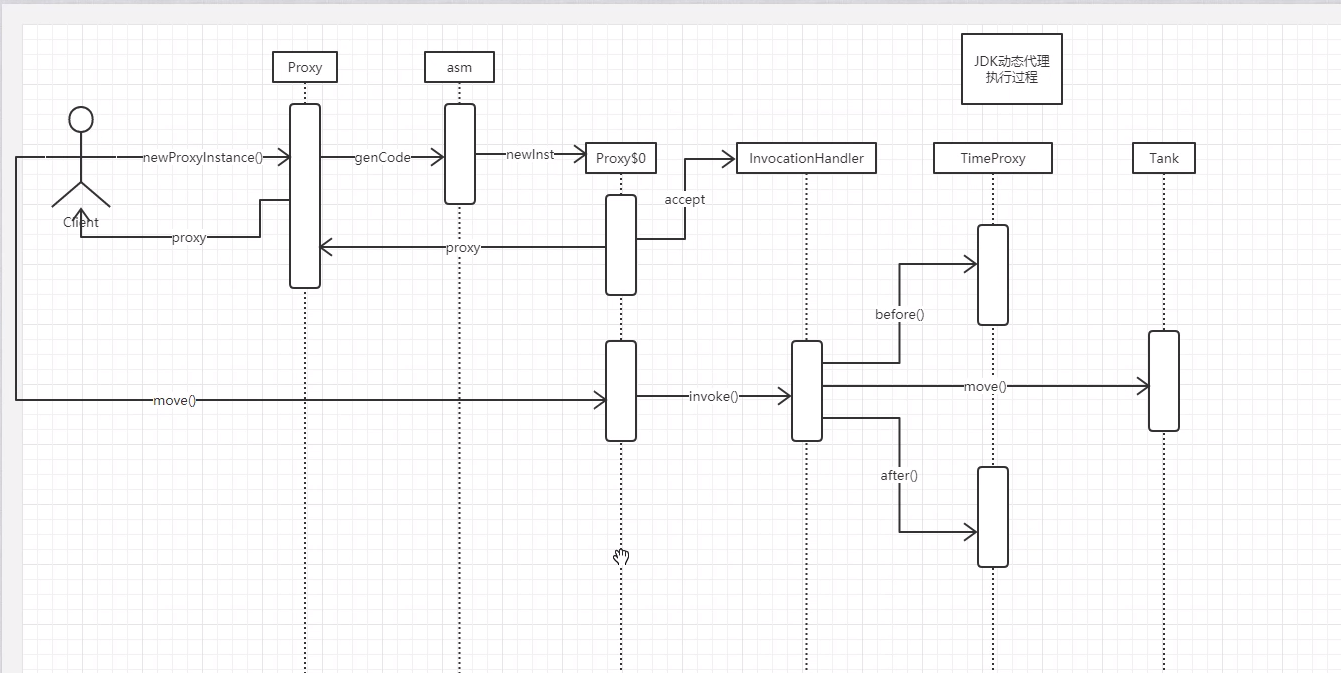 JDK动态代理
执行过程
Proxy
asm
newProxyInstance()
genCode
newInst
Proxy$0
InvocationHandler
TimeProxy
Tank
accept
Client
proxy
proxy
before()
move()
invoke()
move()
after()